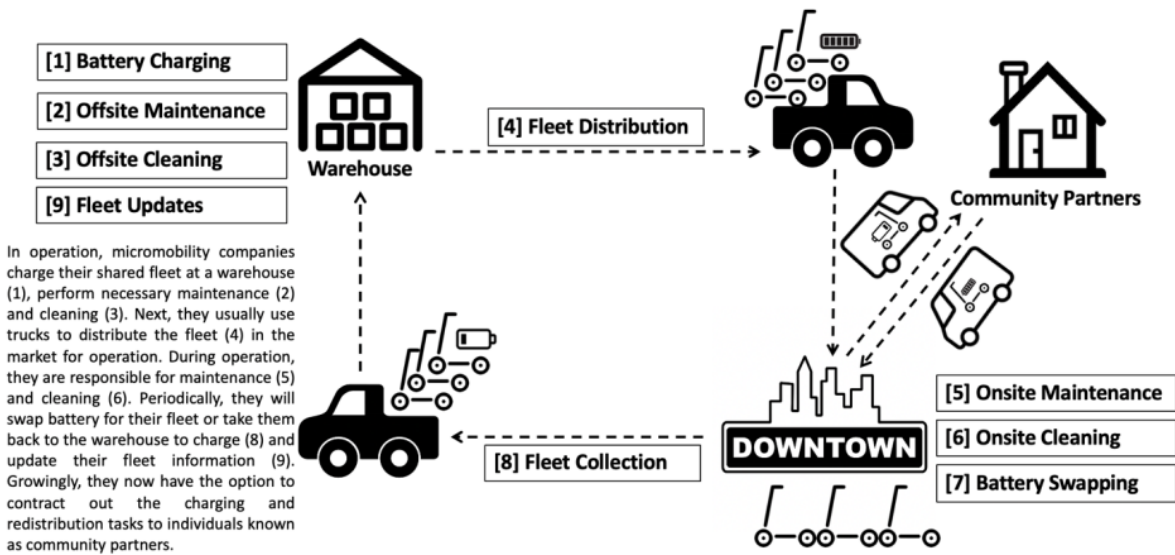 [1] Battery Charging
[2] Offsite Maintenance
[3] Offsite Cleaning
[9] Fleet Updates
Warehouse
[4] Fleet Distribution
Community Partners
In operation, micromobility companies
charge their shared fleet at a warehouse
(1), perform necessary maintenance (2)
and cleaning (3). Next, they usually use
trucks to distribute the fleet (4) in the
market for operation. During operation,
they are responsible for maintenance (5)
and cleaning (6). Periodically, they will
swap battery for their fleet or take them
back to the warehouse to charge (8) and
update their fleet information (9).
Growingly, they now have the option to
contract out the charging and
redistribution tasks to individuals known
as community partners.
[8] Fleet Collection
DOWNTOWN
[5] Onsite Maintenance
[6] Onsite Cleaning
[7] Battery Swapping